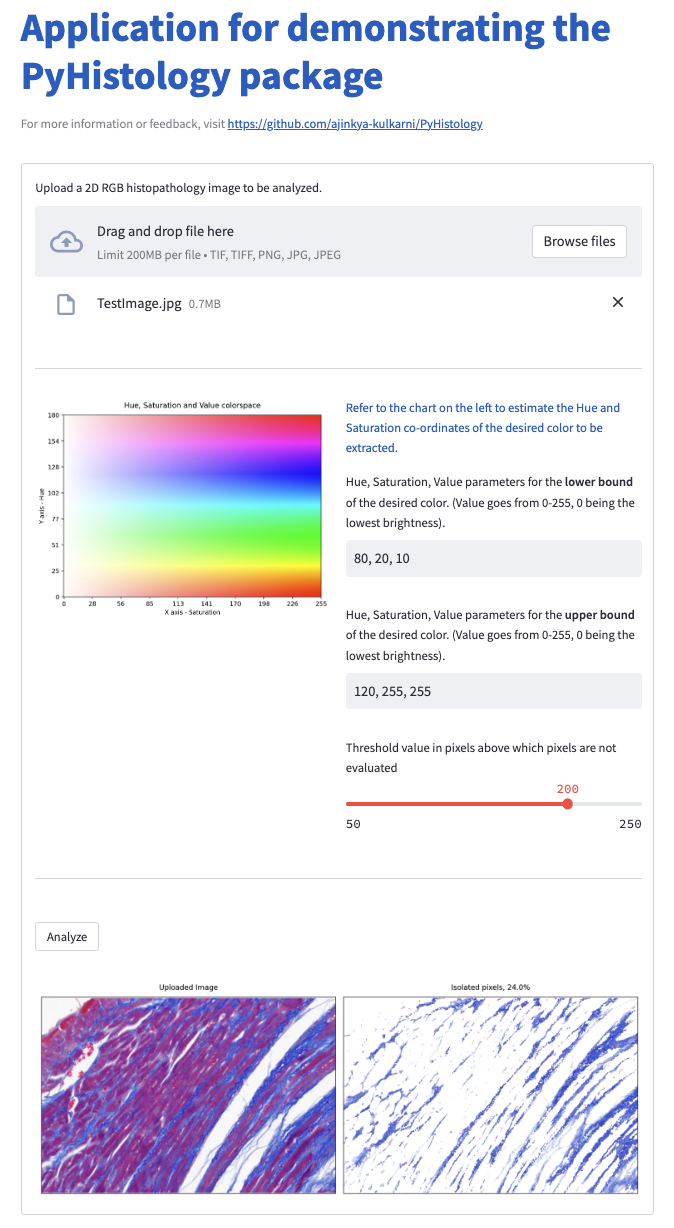 Application for demonstrating the
PyHistology package
For more information or feedback, visit https://github.com/ajinkya-kulkarni/PyHistology
Upload a 2D RGB histopathology image to be analyzed.
Drag and drop file here
Limit 200MB per file • TIF, TIFF, PNG, JPG, JPEG
Browse files
TestImage.jpg 0.7MB
Hue, Saturation and Value colorspace
180
154
128
102
77
51
25
0
Y axis - Hue
0 28 56 85 113 141 170 198 226 255
X axis - Saturation
Refer to the chart on the left to estimate the Hue and
Saturation co-ordinates of the desired color to be
extracted.
Hue, Saturation, Value parameters for the lower bound
of the desired color. (Value goes from 0-255, 0 being the
lowest brightness).
80, 20, 10
Hue, Saturation, Value parameters for the upper bound
of the desired color. (Value goes from 0-255, 0 being the
lowest brightness).
120, 255, 255
Threshold value in pixels above which pixels are not
evaluated
200
50 250
Analyze
Uploaded Image
Isolated pixels, 24.0%